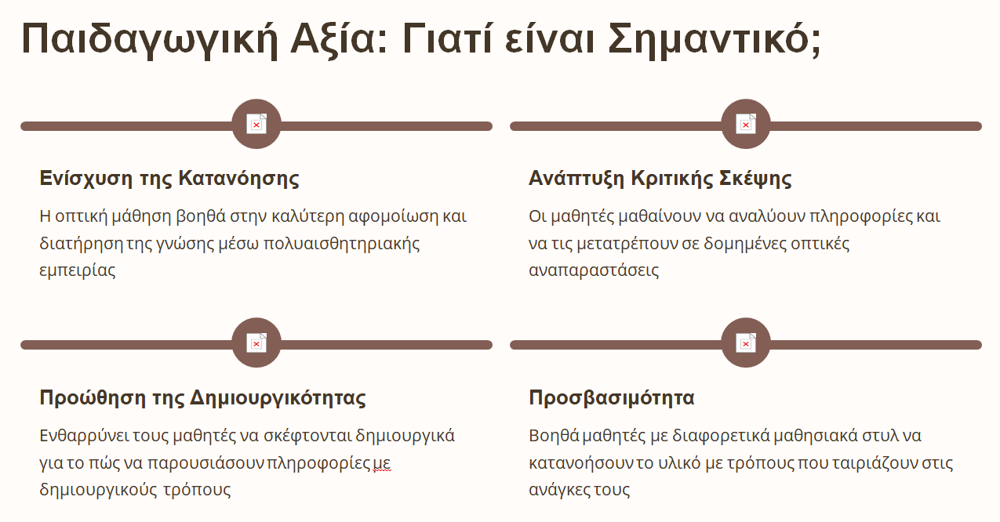 Παιδαγωγική Αξία: Γιατί είναι Σημαντικό;
Ενίσχυση της Κατανόησης
Η οπτική μάθηση βοηθά στην καλύτερη αφομοίωση και
διατήρηση της γνώσης μέσω πολυαισθητηριακής
εμπειρίας
Ανάπτυξη Κριτικής Σκέψης
Οι μαθητές μαθαίνουν να αναλύουν πληροφορίες και
να τις μετατρέπουν σε δομημένες οπτικές
αναπαραστάσεις
Προώθηση της Δημιουργικότητας
Ενθαρρύνει τους μαθητές να σκέφτονται δημιουργικά
για το πώς να παρουσιάσουν πληροφορίες με
δημιουργικούς τρόπους
Προσβασιμότητα
Βοηθά μαθητές με διαφορετικά μαθησιακά στυλ να
κατανοήσουν το υλικό με τρόπους που ταιριάζουν στις
ανάγκες τους